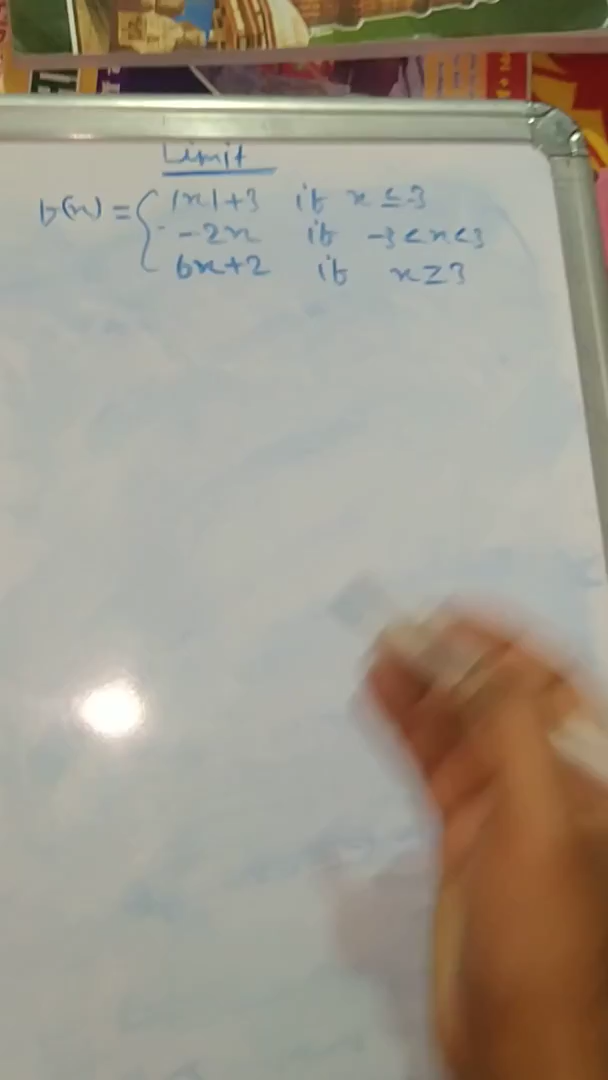 Limit
f(x) = { |x|+3 if x ≤ -3
-2x if -3 < x < 3
6x+2 if x ≥ 3